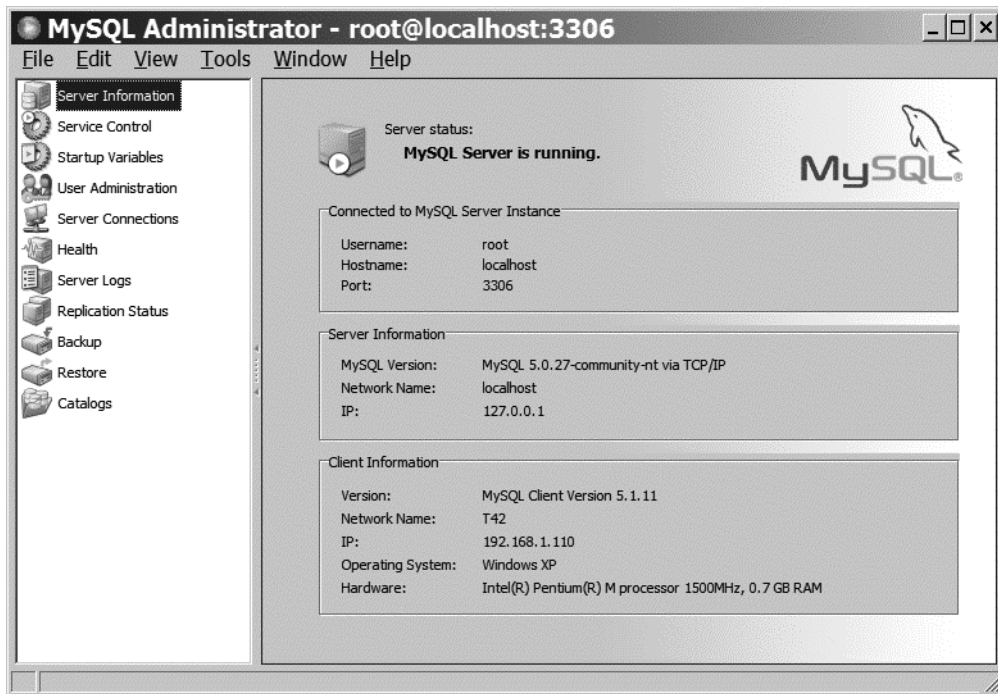 MySQL Administrator - root@localhost:3306
File Edit View Tools Window Help
Server Information
Service Control
Startup Variables
User Administration
Server Connections
Health
Server Logs
Replication Status
Backup
Restore
Catalogs
Server status:
MySQL Server is running.
MySQL®
Connected to MySQL Server Instance
Username: root
Hostname: localhost
Port: 3306
Server Information
MySQL Version: MySQL 5.0.27-community-nt via TCP/IP
Network Name: localhost
IP: 127.0.0.1
Client Information
Version: MySQL Client Version 5.1.11
Network Name: T42
IP: 192.168.1.110
Operating System: Windows XP
Hardware: Intel(R) Pentium(R) M processor 1500MHz, 0.7 GB RAM